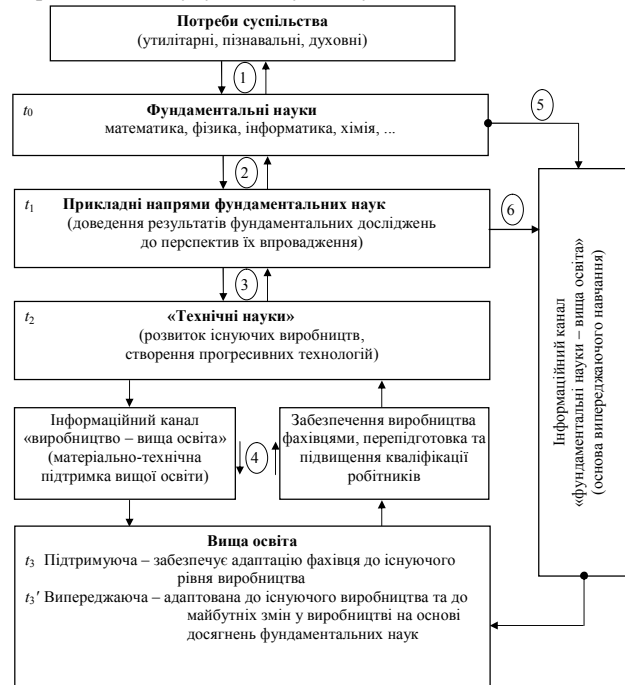 Потреби суспільства
(утилітарні, пізнавальні, духовні)
1
5
t0 Фундаментальні науки
математика, фізика, інформатика, хімія, ...
2
t1 Прикладні напрями фундаментальних наук
(доведення результатів фундаментальних досліджень
до перспектив їх впровадження)
6
3
t2 «Технічні науки»
(розвиток існуючих виробництв,
створення прогресивних технологій)
Інформаційний канал
«виробництво – вища освіта»
(матеріально-технічна
підтримка вищої освіти)
4
Забезпечення виробництва
фахівцями, перепідготовка та
підвищення кваліфікації
робітників
Інформаційний канал
«фундаментальні науки – вища освіта»
(основа випереджаючого навчання)
Вища освіта
t3 Підтримуюча – забезпечує адаптацію фахівця до існуючого
рівня виробництва
t3′ Випереджаюча – адаптована до існуючого виробництва та до
майбутніх змін у виробництві на основі
досягнень фундаментальних наук